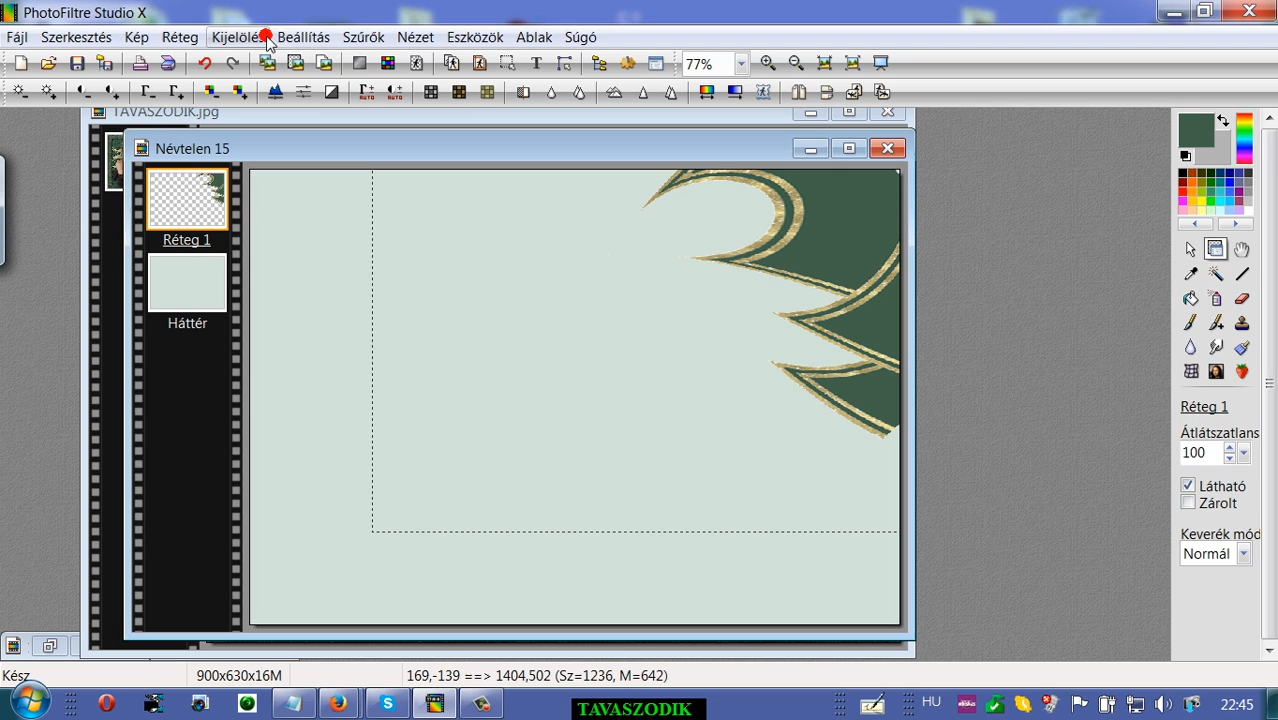 PhotoFiltre Studio X
Fájl Szerkesztés Kép Réteg Kijelölés Beállítás Szűrők Nézet Eszközök Ablak Súgó
77%
TAVASZODIK.jpg
Névtelen 15
Réteg 1
Háttér
Réteg 1
Átlátszatlans
100
Látható
Zárolt
Keverék mód
Normál
Kész 900x630x16M 169,-139 ==> 1404,502 (Sz=1236, M=642)
TAVASZODIK
HU
22:45